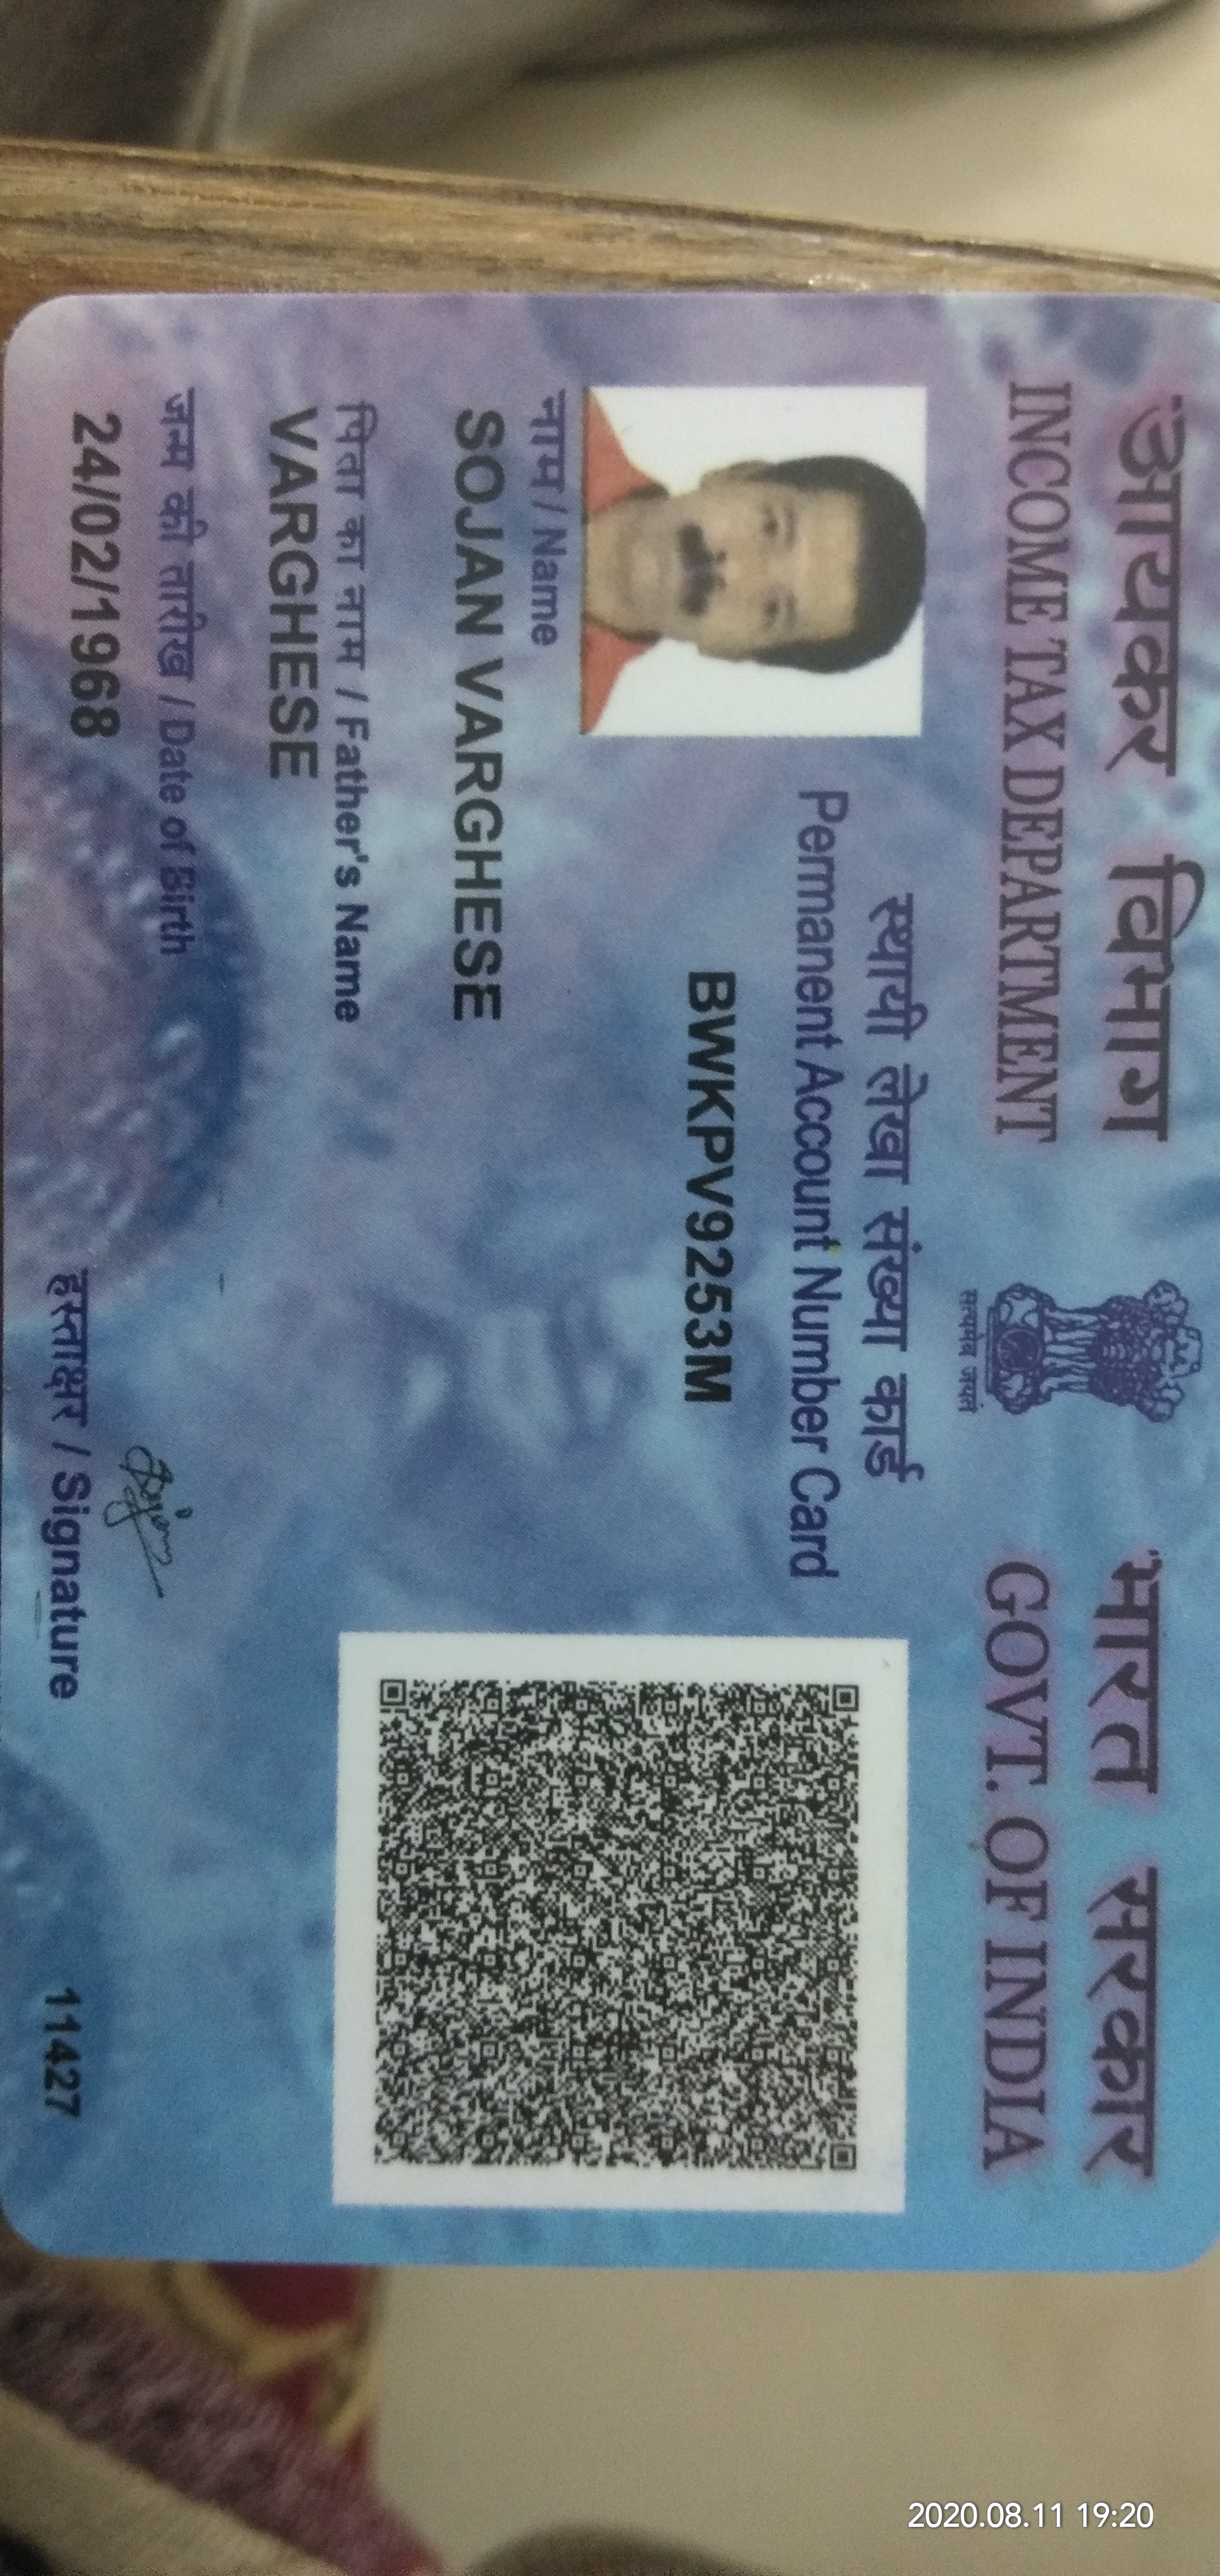 आयकर विभाग
INCOME TAX DEPARTMENT
सत्यमेव जयते
भारत सरकार
GOVT. OF INDIA
स्थायी लेखा संख्या कार्ड
Permanent Account Number Card
BWKPV9253M
नाम / Name
SOJAN VARGHESE
पिता का नाम / Father's Name
VARGHESE
जन्म की तारीख / Date of Birth
24/02/1968
Sojan
हस्ताक्षर / Signature
11427
2020.08.11 19:20